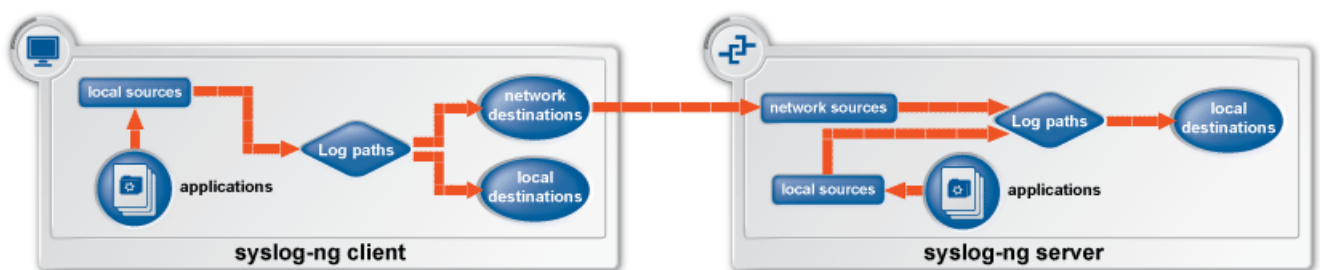 local sources
applications
Log paths
network
destinations
local
destinations
syslog-ng client
network sources
local sources
applications
Log paths
local
destinations
syslog-ng server